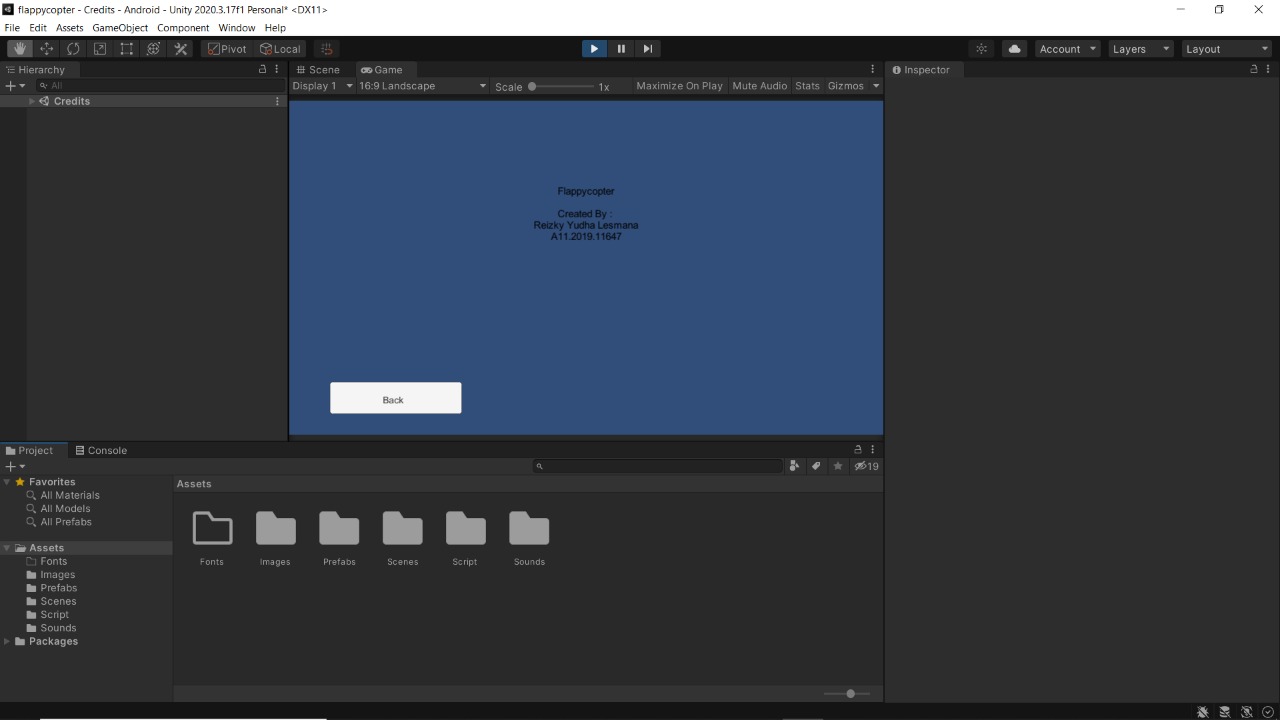 flappycopter - Credits - Android - Unity 2020.3.17f1 Personal* <DX11>
File Edit Assets GameObject Component Window Help
Pivot Local Account Layers Layout
Hierarchy
All
Credits
Scene Game
Display 1 16:9 Landscape Scale 1x Maximize On Play Mute Audio Stats Gizmos
Flappycopter
Created By :
Reizky Yudha Lesmana
A11.2019.11647
Back
Inspector
Project Console
19
Favorites
All Materials
All Models
All Prefabs
Assets
Fonts
Images
Prefabs
Scenes
Script
Sounds
Packages
Assets
Fonts Images Prefabs Scenes Script Sounds